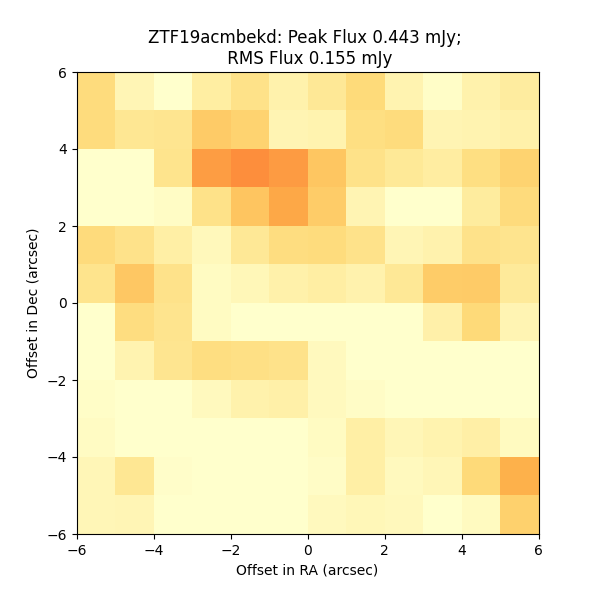 ZTF19acmbekd: Peak Flux 0.443 mJy;
RMS Flux 0.155 mJy
6
4
2
0
−2
−4
−6
Offset in Dec (arcsec)
−6 −4 −2 0 2 4 6
Offset in RA (arcsec)